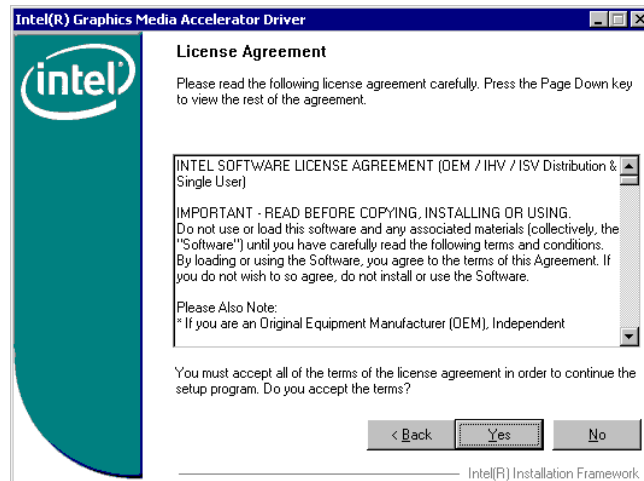 Intel(R) Graphics Media Accelerator Driver
intel
License Agreement
Please read the following license agreement carefully. Press the Page Down key
to view the rest of the agreement.
INTEL SOFTWARE LICENSE AGREEMENT (OEM / IHV / ISV Distribution &
Single User)
IMPORTANT - READ BEFORE COPYING, INSTALLING OR USING.
Do not use or load this software and any associated materials (collectively, the
"Software") until you have carefully read the following terms and conditions.
By loading or using the Software, you agree to the terms of this Agreement. If
you do not wish to so agree, do not install or use the Software.
Please Also Note:
* If you are an Original Equipment Manufacturer (OEM), Independent
You must accept all of the terms of the license agreement in order to continue the
setup program. Do you accept the terms?
< Back
Yes
No
Intel(R) Installation Framework